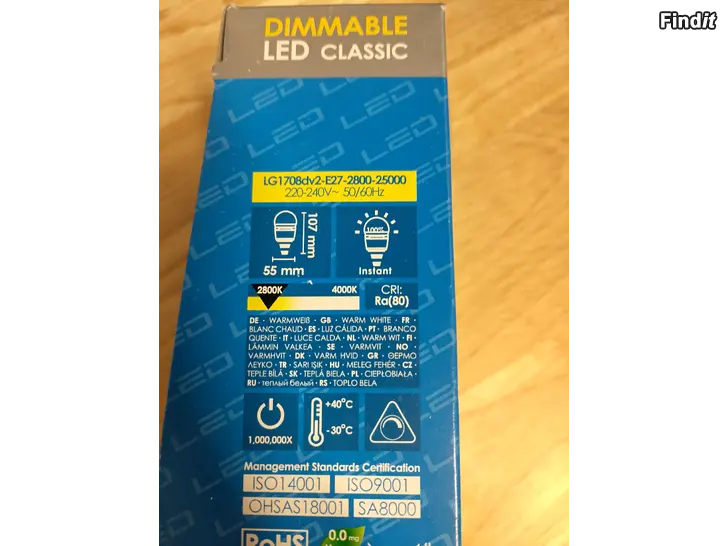 Findit
DIMMABLE
LED CLASSIC
LG1708dv2-E27-2800-25000
220-240V~ 50/60Hz
107 mm
55 mm
100%
Instant
2800K 4000K
CRI:
Ra(80)
DE - WARMWEIß - GB - WARM WHITE - FR -
BLANC CHAUD - ES - LUZ CÁLIDA - PT - BRANCO
QUENTE - IT - LUCE CALDA - NL - WARM WIT - FI -
LÄMMIN VALKEA - SE - VARMVIT - NO -
VARMHVIT - DK - VARM HVID - GR - ΘΕΡΜΟ
ΛΕΥΚΟ - TR - SARI IŞIK - HU - MELEG FEHÉR - CZ -
TEPLE BÍLÁ - SK - TEPLÁ BIELA - PL - CIEPŁOBIAŁA -
RU - теплый белый - RS - TOPLO BELA
1,000,000X
+40°C
-30°C
Management Standards Certification
ISO14001 ISO9001
OHSAS18001 SA8000
RoHS
0.0 mg